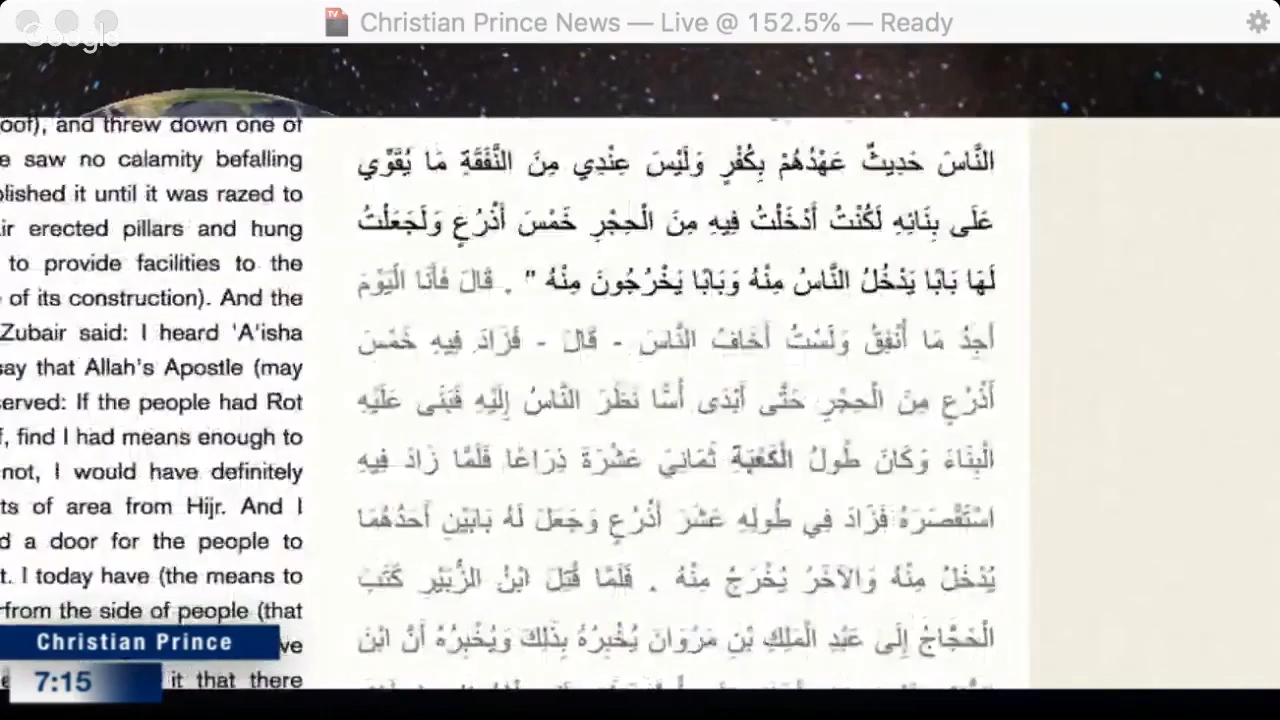 Christian Prince News — Live @ 152.5% — Ready
Google
oof), and threw down one of
e saw no calamity befalling
olished it until it was razed to
ir erected pillars and hung
to provide facilities to the
of its construction). And the
Zubair said: I heard 'A'isha
say that Allah's Apostle (may
served: If the people had Rot
f, find I had means enough to
not, I would have definitely
ts of area from Hijr. And I
d a door for the people to
t. I today have (the means to
from the side of people (that
ve
it that there
النَّاسَ حَدِيثٌ عَهْدُهُمْ بِكُفْرٍ وَلَيْسَ عِنْدِي مِنَ النَّفَقَةِ مَا يُقَوِّي
عَلَى بِنَائِهِ لَكُنْتُ أَدْخَلْتُ فِيهِ مِنَ الْحِجْرِ خَمْسَ أَذْرُعٍ وَلَجَعَلْتُ
لَهَا بَابًا يَدْخُلُ النَّاسُ مِنْهُ وَبَابًا يَخْرُجُونَ مِنْهُ " . قَالَ فَأَنَا الْيَوْمَ
أَجِدُ مَا أُنْفِقُ وَلَسْتُ أَخَافُ النَّاسَ - قَالَ - فَزَادَ فِيهِ خَمْسَ
أَذْرُعٍ مِنَ الْحِجْرِ حَتَّى أَبْدَى أُسًّا نَظَرَ النَّاسُ إِلَيْهِ فَبَنَى عَلَيْهِ
الْبِنَاءَ وَكَانَ طُولُ الْكَعْبَةِ ثَمَانِيَ عَشْرَةَ ذِرَاعًا فَلَمَّا زَادَ فِيهِ
اسْتَقْصَرَهُ فَزَادَ فِي طُولِهِ عَشْرَ أَذْرُعٍ وَجَعَلَ لَهُ بَابَيْنِ أَحَدُهُمَا
يُدْخَلُ مِنْهُ وَالآخَرُ يُخْرَجُ مِنْهُ . فَلَمَّا قُتِلَ ابْنُ الزُّبَيْرِ كَتَبَ
الْحَجَّاجُ إِلَى عَبْدِ الْمَلِكِ بْنِ مَرْوَانَ يُخْبِرُهُ بِذَلِكَ وَيُخْبِرُهُ أَنَّ ابْنَ
Christian Prince
7:15